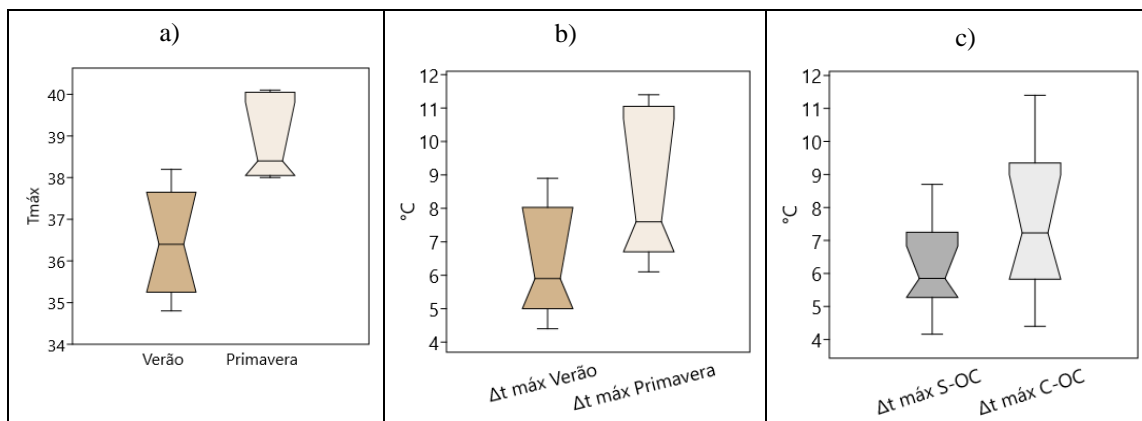 a)
Tmáx
40
39
38
37
36
35
34
Verão
Primavera
b)
°C
12
11
10
9
8
7
6
5
4
Δt máx Verão
Δt máx Primavera
c)
°C
12
11
10
9
8
7
6
5
4
Δt máx S-OC
Δt máx C-OC